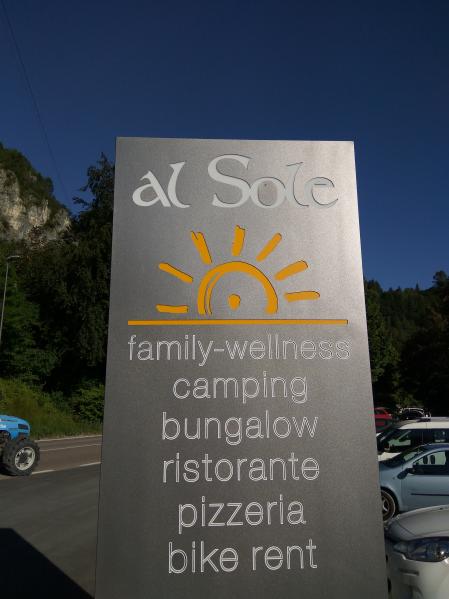 al Sole
family-wellness
camping
bungalow
ristorante
pizzeria
bike rent